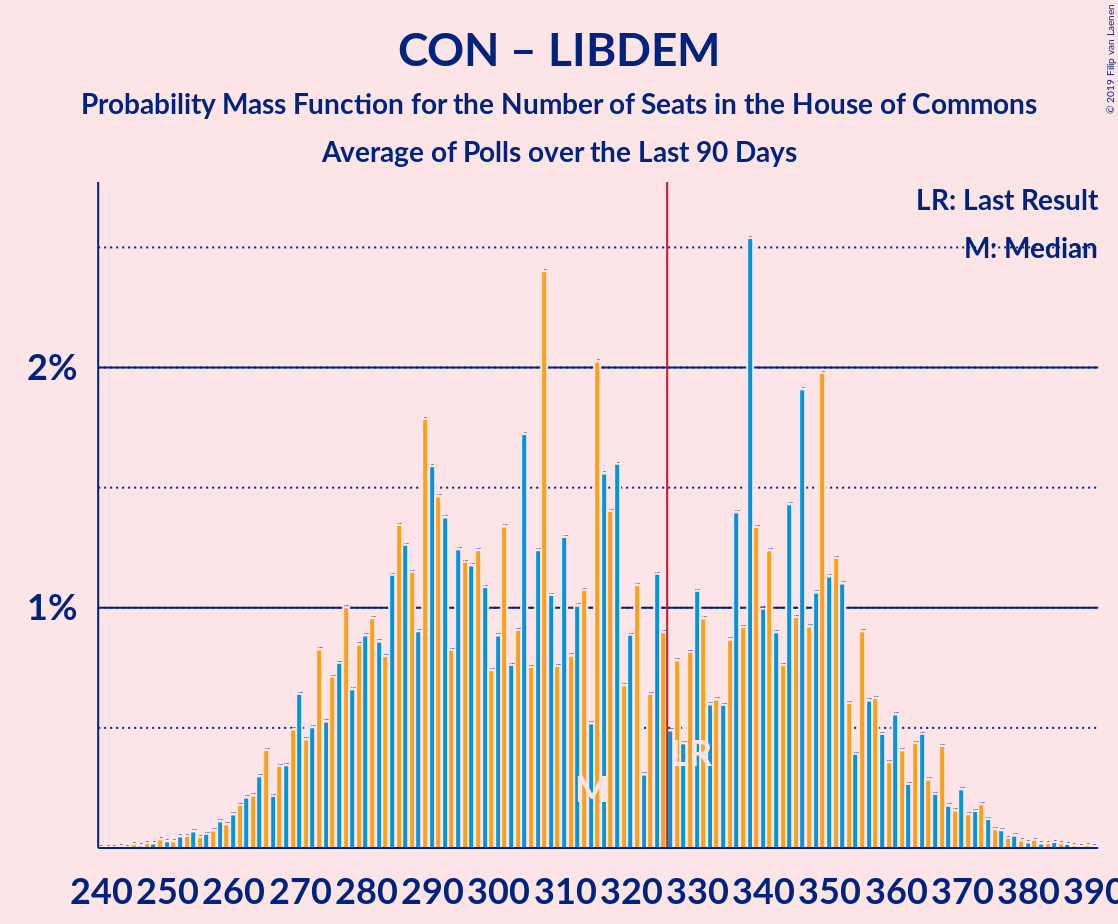 CON – LIBDEM
Probability Mass Function for the Number of Seats in the House of Commons
Average of Polls over the Last 90 Days
© 2019 Filip van Laenen
LR: Last Result
M: Median
2%
1%
LR
M
240 250 260 270 280 290 300 310 320 330 340 350 360 370 380 390